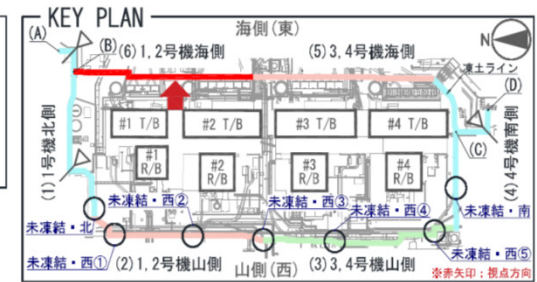 KEY PLAN
海側(東)
N
(A)
(B)
(6)1,2号機海側
(5)3,4号機海側
凍土ライン
(D)
#1 T/B
#2 T/B
#3 T/B
#4 T/B
(C)
#1
R/B
#2
R/B
#3
R/B
#4
R/B
(1)1号機北側
(4)4号機南側
未凍結・北
未凍結・西②
未凍結・西③
未凍結・西④
未凍結・南
未凍結・西①
(2)1,2号機山側
山側(西)
(3)3,4号機山側
未凍結・西⑤
※赤矢印：視点方向